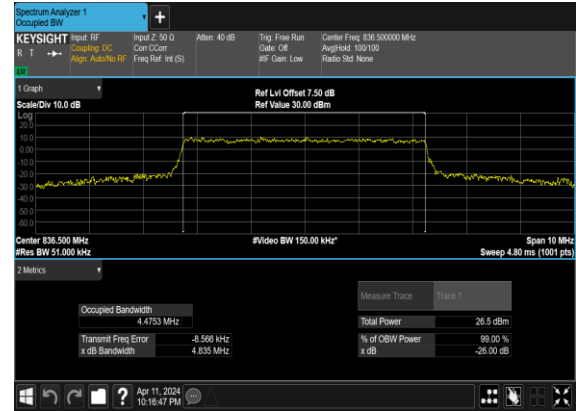 Spectrum Analyzer 1
Occupied BW
KEYSIGHT Input: RF Input Z: 50 Ω Atten: 40 dB Trig: Free Run Center Freq: 836.500000 MHz
R T Coupling: DC Corr CCorr Gate: Off Avg|Hold: 100/100
Align: Auto/No RF Freq Ref: Int (S) #IF Gain: Low Radio Std: None
1 Graph
Ref Lvl Offset 7.50 dB
Scale/Div 10.0 dB Ref Value 30.00 dBm
Log
20.0
10.0
0.00
-10.0
-20.0
-30.0
-40.0
-50.0
-60.0
Center 836.500 MHz #Video BW 150.00 kHz* Span 10 MHz
#Res BW 51.000 kHz Sweep 4.80 ms (1001 pts)
2 Metrics
Measure Trace Trace 1
Occupied Bandwidth
4.4753 MHz Total Power 26.5 dBm
Transmit Freq Error -8.566 kHz % of OBW Power 99.00 %
x dB Bandwidth 4.835 MHz x dB -26.00 dB
Apr 11, 2024
10:16:47 PM